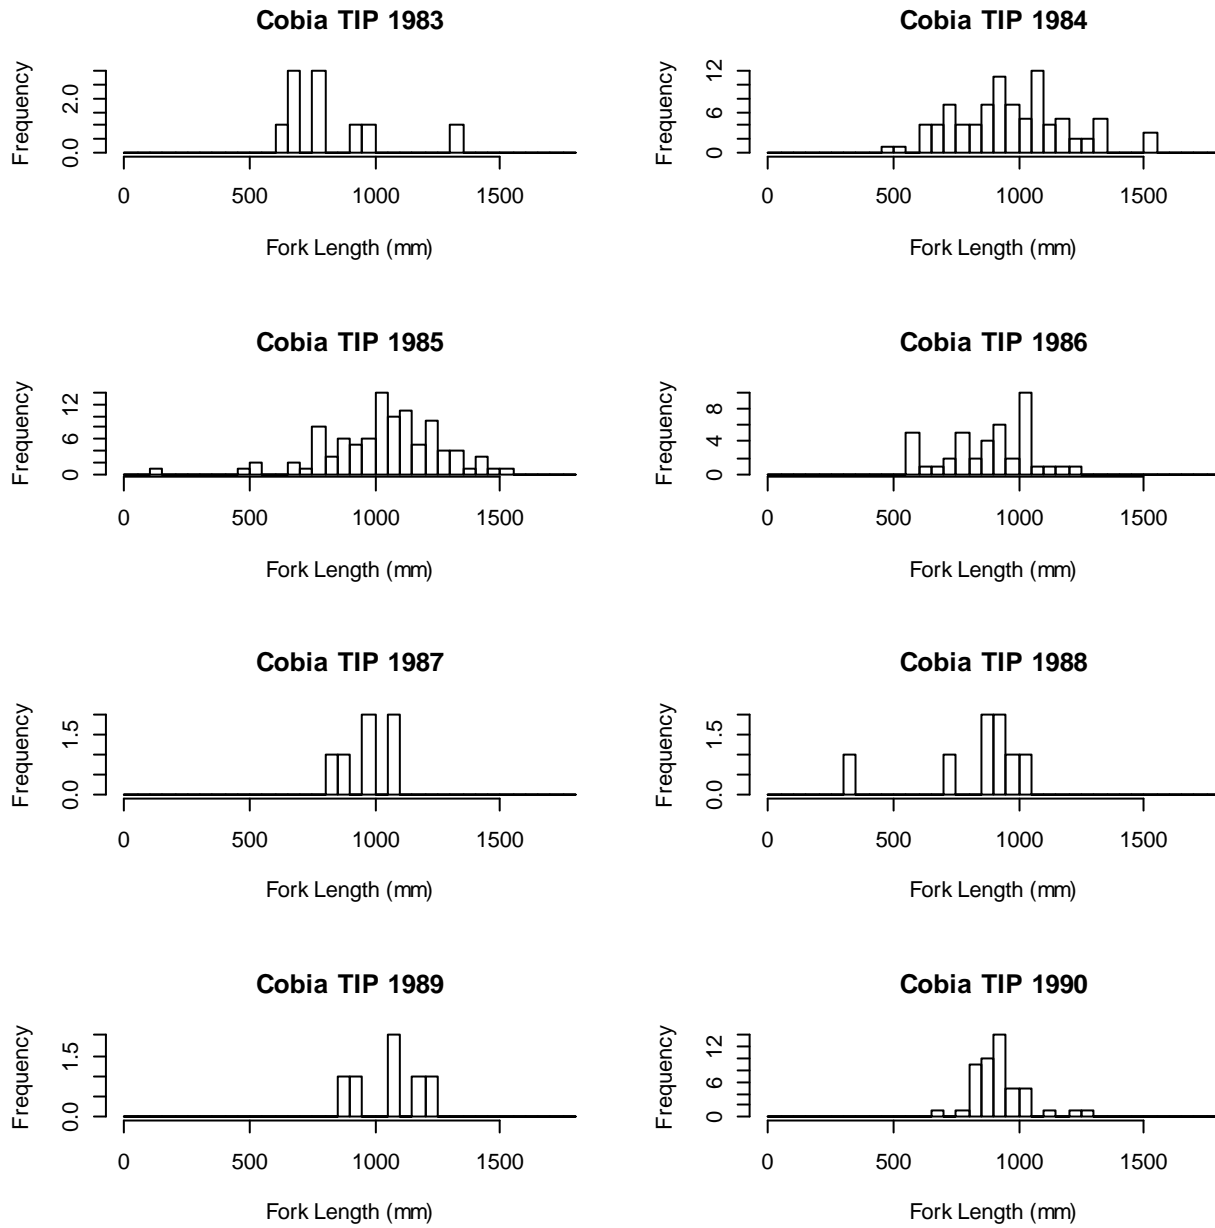 Cobia TIP 1983
Frequency
2.0
0.0
0 500 1000 1500
Fork Length (mm)
Cobia TIP 1984
Frequency
12
6
0
0 500 1000 1500
Fork Length (mm)
Cobia TIP 1985
Frequency
12
6
0
0 500 1000 1500
Fork Length (mm)
Cobia TIP 1986
Frequency
8
4
0
0 500 1000 1500
Fork Length (mm)
Cobia TIP 1987
Frequency
1.5
0.0
0 500 1000 1500
Fork Length (mm)
Cobia TIP 1988
Frequency
1.5
0.0
0 500 1000 1500
Fork Length (mm)
Cobia TIP 1989
Frequency
1.5
0.0
0 500 1000 1500
Fork Length (mm)
Cobia TIP 1990
Frequency
12
6
0
0 500 1000 1500
Fork Length (mm)